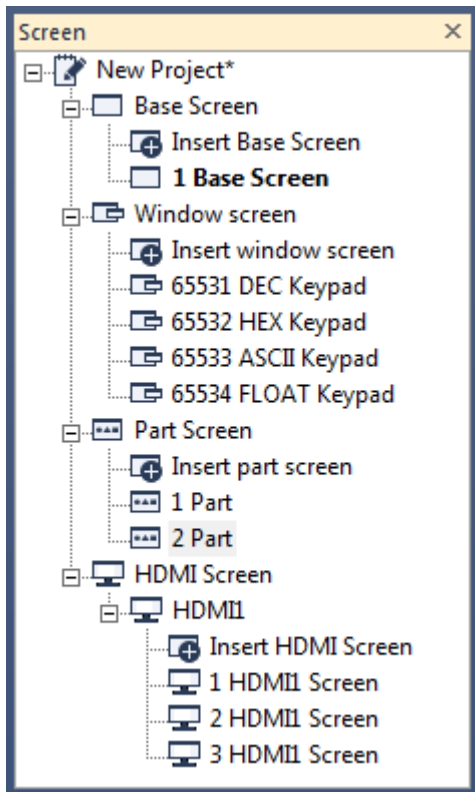 Screen
New Project*
Base Screen
Insert Base Screen
1 Base Screen
Window screen
Insert window screen
65531 DEC Keypad
65532 HEX Keypad
65533 ASCII Keypad
65534 FLOAT Keypad
Part Screen
Insert part screen
1 Part
2 Part
HDMI Screen
HDMI1
Insert HDMI Screen
1 HDMI1 Screen
2 HDMI1 Screen
3 HDMI1 Screen